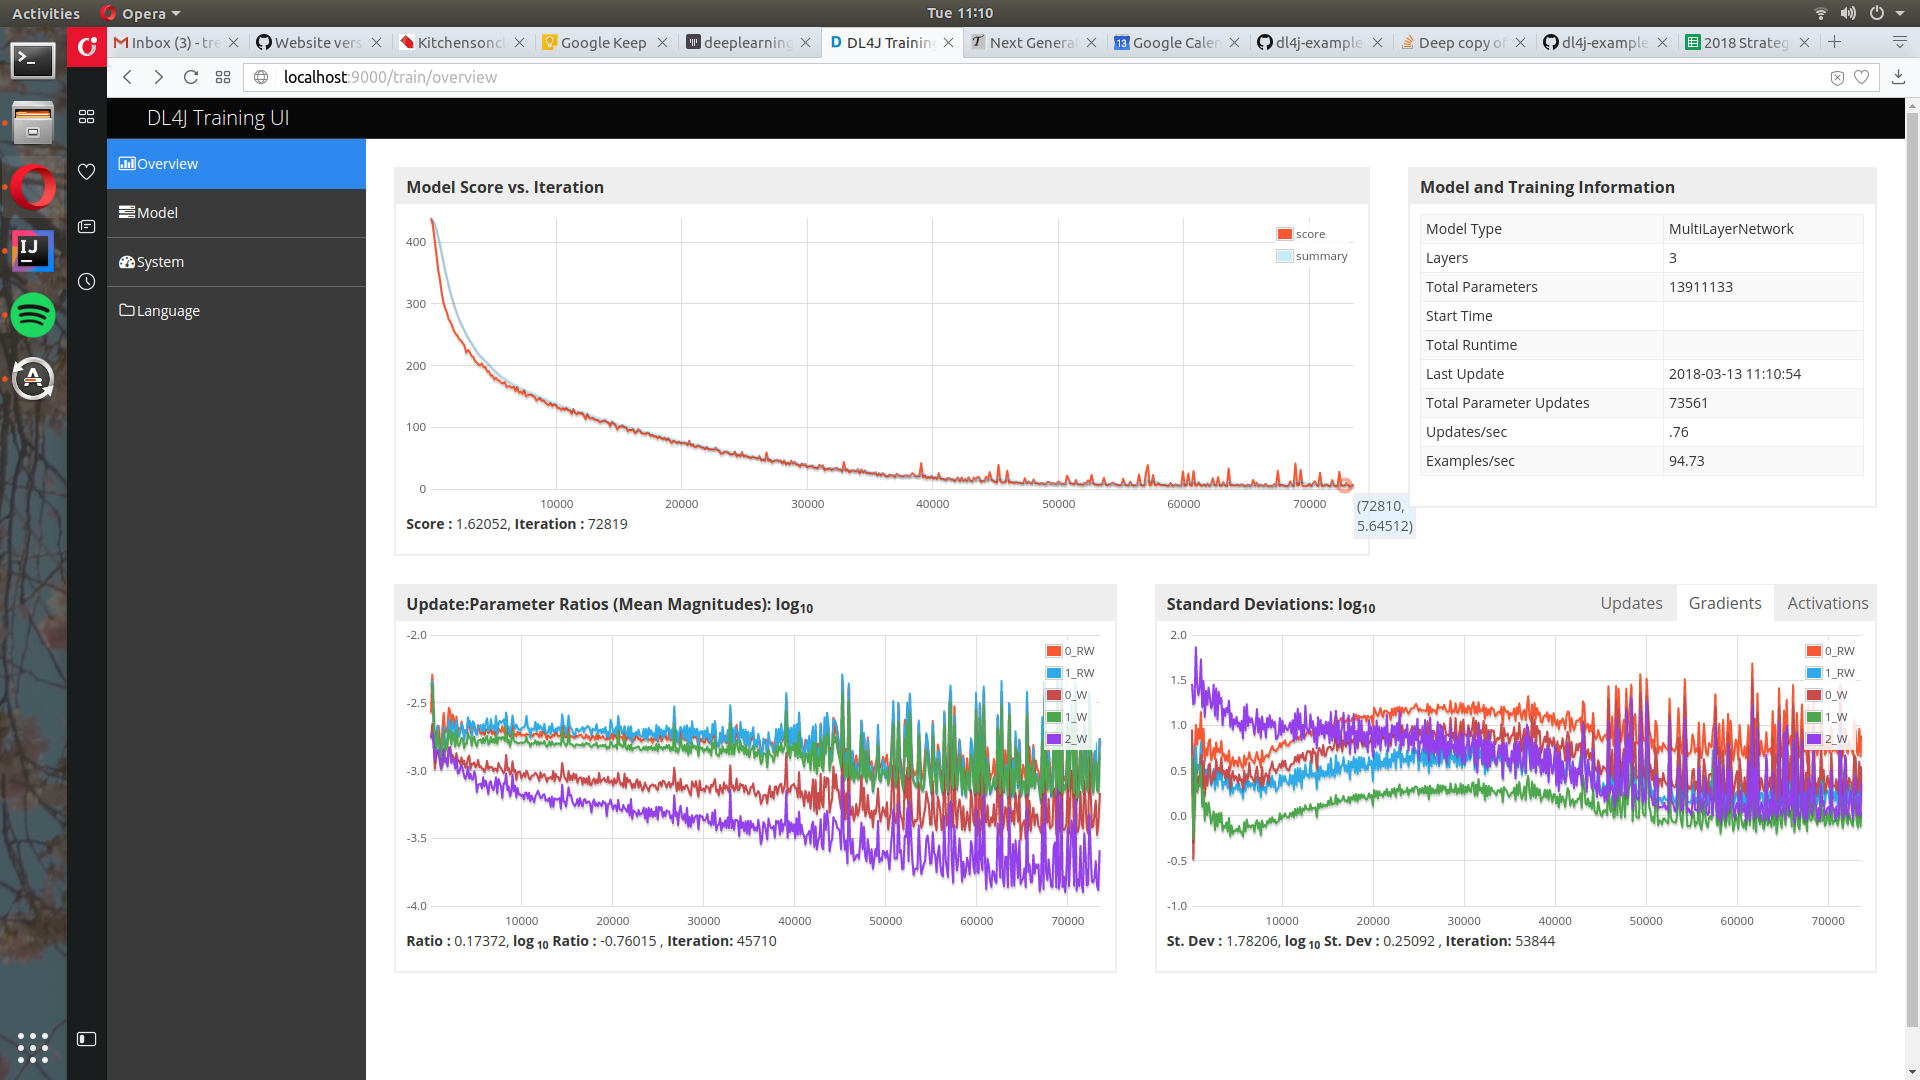 Activities Opera Tue 11:10
Inbox (3) - tre Website vers Kitchensonc Google Keep deeplearning DL4J Trainin Next Genera Google Calen dl4j-example Deep copy of dl4j-example 2018 Strateg
localhost:9000/train/overview
DL4J Training UI
Overview
Model
System
Language
Model Score vs. Iteration
400
300
200
100
0
10000 20000 30000 40000 50000 60000 70000
score
summary
(72810,
5.64512)
Score : 1.62052, Iteration : 72819
Model and Training Information
Model Type MultiLayerNetwork
Layers 3
Total Parameters 13911133
Start Time
Total Runtime
Last Update 2018-03-13 11:10:54
Total Parameter Updates 73561
Updates/sec .76
Examples/sec 94.73
Update:Parameter Ratios (Mean Magnitudes): log10
-2.0
-2.5
-3.0
-3.5
-4.0
10000 20000 30000 40000 50000 60000 70000
0_RW
1_RW
0_W
1_W
2_W
Ratio : 0.17372, log 10 Ratio : -0.76015 , Iteration: 45710
Standard Deviations: log10 Updates Gradients Activations
2.0
1.5
1.0
0.5
0.0
-0.5
-1.0
10000 20000 30000 40000 50000 60000 70000
0_RW
1_RW
0_W
1_W
2_W
St. Dev : 1.78206, log 10 St. Dev : 0.25092 , Iteration: 53844